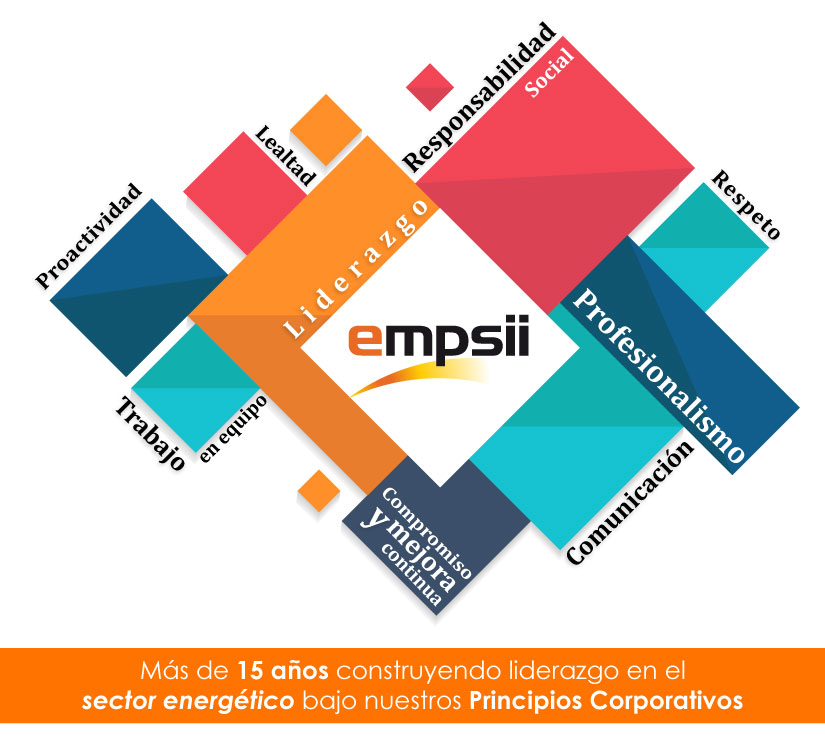 Responsabilidad
Social
Lealtad
Respeto
Proactividad
Liderazgo
empsii
Profesionalismo
Trabajo
en equipo
Comunicación
Compromiso
y mejora
continua
Más de 15 años construyendo liderazgo en el
sector energético bajo nuestros Principios Corporativos